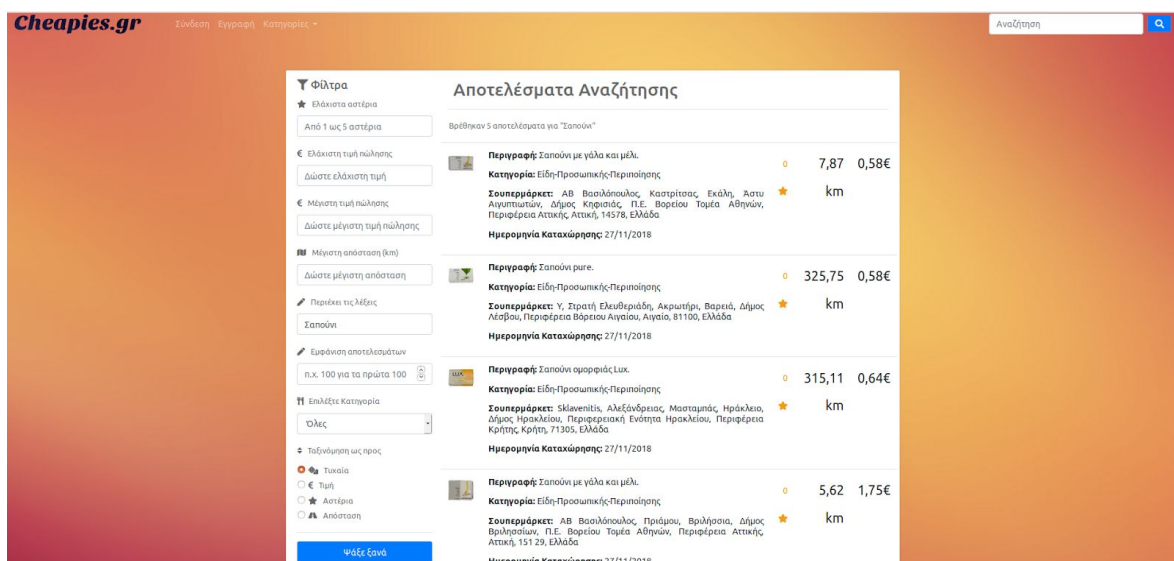 Cheapies.gr
Σύνδεση Εγγραφή Κατηγορίες
Αναζήτηση
Φίλτρα
Ελάχιστα αστέρια
Από 1 ως 5 αστέρια
€ Ελάχιστη τιμή πώλησης
Δώστε ελάχιστη τιμή
€ Μέγιστη τιμή πώλησης
Δώστε μέγιστη τιμή πώλησης
Μέγιστη απόσταση (km)
Δώστε μέγιστη απόσταση
Περιέχει τις λέξεις
Σαπούνι
Εμφάνιση αποτελεσμάτων
π.χ. 100 για τα πρώτα 100
Επιλέξτε Κατηγορία
Όλες
Ταξινόμηση ως προς
Τυχαία
€ Τιμή
Αστέρια
Απόσταση
Ψάξε ξανά
Αποτελέσματα Αναζήτησης
Βρέθηκαν 5 αποτελέσματα για "Σαπούνι"
Περιγραφή: Σαπούνι με γάλα και μέλι.
Κατηγορία: Είδη-Προσωπικής-Περιποίησης
Σουπερμάρκετ: ΑΒ Βασιλόπουλος, Καστρίτσας, Εκάλη, Άστυ
Αιγυπτιωτών, Δήμος Κηφισιάς, Π.Ε. Βορείου Τομέα Αθηνών,
Περιφέρεια Αττικής, Αττική, 14578, Ελλάδα
Ημερομηνία Καταχώρησης: 27/11/2018
0
7,87 km
0,58€
Περιγραφή: Σαπούνι pure.
Κατηγορία: Είδη-Προσωπικής-Περιποίησης
Σουπερμάρκετ: Υ, Στρατή Ελευθεριάδη, Ακρωτήρι, Βαρειά, Δήμος
Λέσβου, Περιφέρεια Βόρειου Αιγαίου, Αιγαίο, 81100, Ελλάδα
Ημερομηνία Καταχώρησης: 27/11/2018
0
325,75 km
0,58€
Περιγραφή: Σαπούνι ομορφιάς Lux.
Κατηγορία: Είδη-Προσωπικής-Περιποίησης
Σουπερμάρκετ: Sklavenitis, Αλεξάνδρειας, Μασταμπάς, Ηράκλειο,
Δήμος Ηρακλείου, Περιφερειακή Ενότητα Ηρακλείου, Περιφέρεια
Κρήτης, Κρήτη, 71305, Ελλάδα
Ημερομηνία Καταχώρησης: 27/11/2018
0
315,11 km
0,64€
Περιγραφή: Σαπούνι με γάλα και μέλι.
Κατηγορία: Είδη-Προσωπικής-Περιποίησης
Σουπερμάρκετ: ΑΒ Βασιλόπουλος, Πριάμου, Βριλήσσια, Δήμος
Βριλησσίων, Π.Ε. Βορείου Τομέα Αθηνών, Περιφέρεια Αττικής,
Αττική, 151 29, Ελλάδα
Ημερομηνία Καταχώρησης: 27/11/2018
0
5,62 km
1,75€